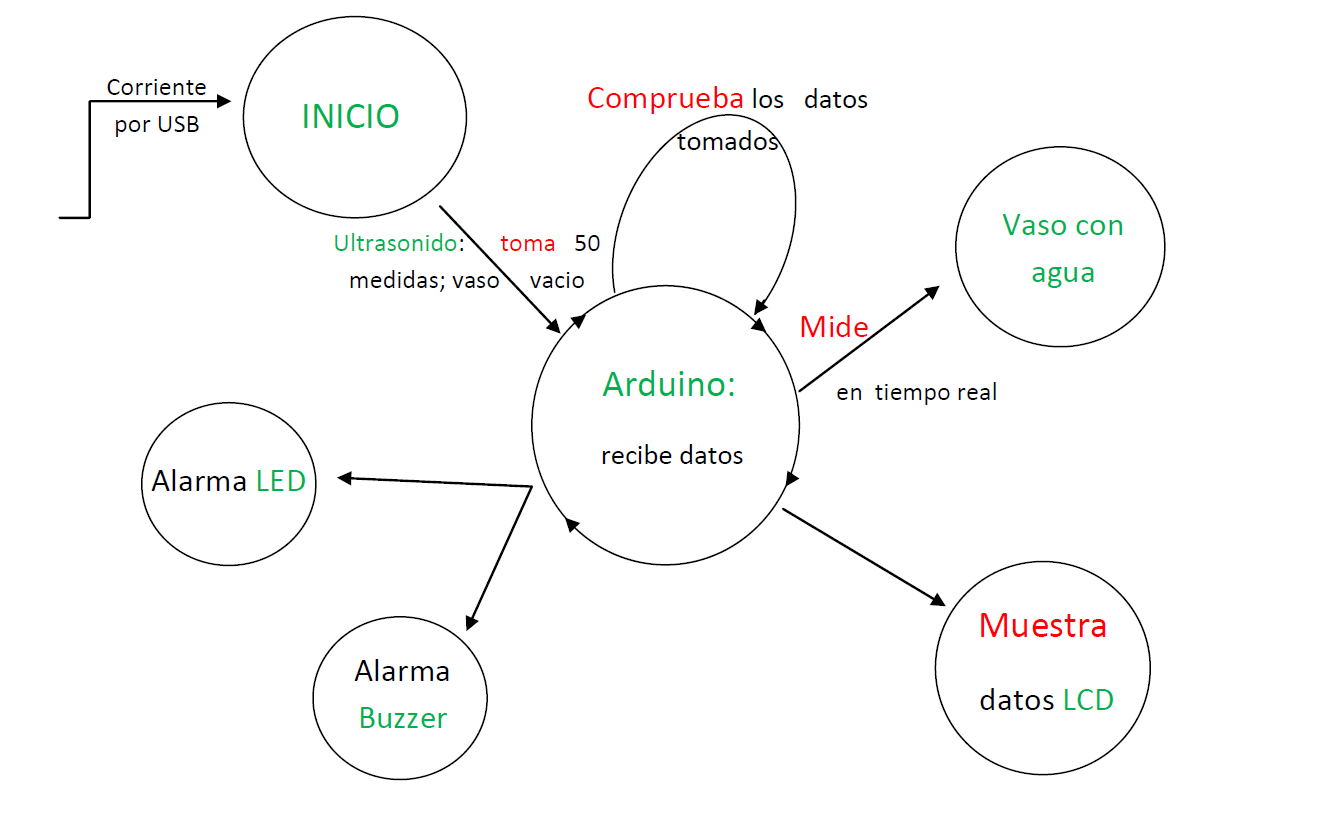 Corriente
por USB
INICIO
Comprueba los datos
tomados
Ultrasonido: toma 50
medidas; vaso vacio
Vaso con
agua
Mide
en tiempo real
Arduino:
recibe datos
Alarma LED
Alarma
Buzzer
Muestra
datos LCD